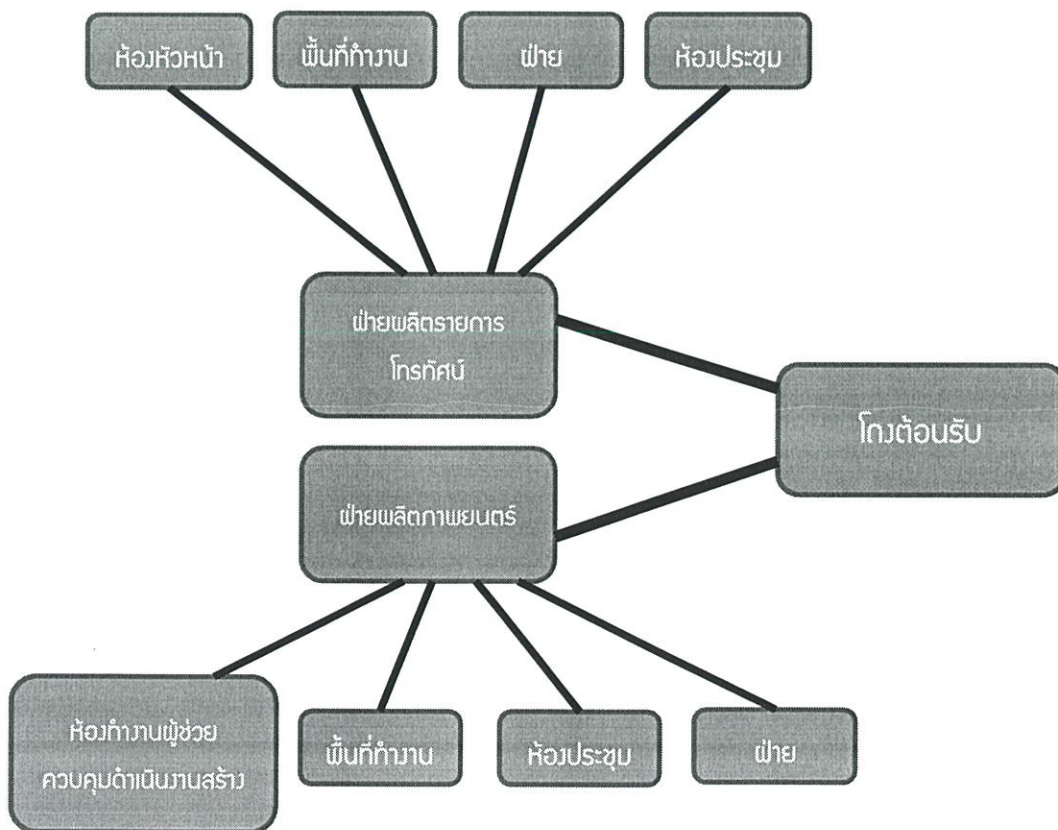 ห้องหัวหน้า
พื้นที่ทำงาน
ฝ่าย
ห้องประชุม
ฝ่ายผลิตรายการ
โทรทัศน์
โถงต้อนรับ
ฝ่ายผลิตภาพยนตร์
ห้องทำงานผู้ช่วย
ควบคุมดำเนินงานสร้าง
พื้นที่ทำงาน
ห้องประชุม
ฝ่าย